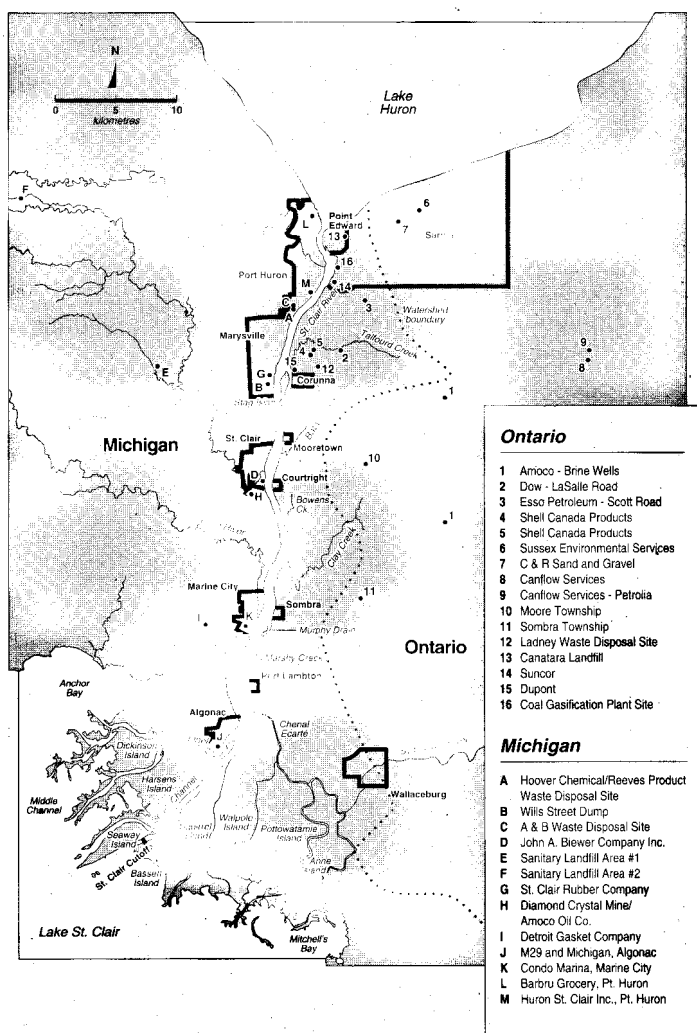 N
0 5 10
Kilometres
Lake
Huron
F
L
Point
Edward
13
6
7
16
Port Huron
M
14
C
A
St. Clair River
3
Watershed
boundary
Marysville
5
4
2
Talfourd Creek
15
12
Corunna
G
B
E
9
8
1
Michigan
St. Clair
Mooretown
D
Courtright
H
Bowens
Ck.
10
1
Clay Creek
Marine City
Sombra
I
K
11
Murphy Drain
Ontario
Marshy Creek
Port Lambton
Anchor
Bay
Algonac
J
Chenal
Ecarté
Dickinson
Island
Harsens
Island
Middle
Channel
Channel
Walpole
Island
Pottowatamie
Island
Wallaceburg
Seaway
Island
St. Clair Cutoff
Bassett
Island
Anne
Island
Lake St. Clair
Mitchell's
Bay
Ontario
1 Amoco - Brine Wells
2 Dow - LaSalle Road
3 Esso Petroleum - Scott Road
4 Shell Canada Products
5 Shell Canada Products
6 Sussex Environmental Services
7 C & R Sand and Gravel
8 Canflow Services
9 Canflow Services - Petrolia
10 Moore Township
11 Sombra Township
12 Ladney Waste Disposal Site
13 Canatara Landfill
14 Suncor
15 Dupont
16 Coal Gasification Plant Site
Michigan
A Hoover Chemical/Reeves Product
Waste Disposal Site
B Wills Street Dump
C A & B Waste Disposal Site
D John A. Biewer Company Inc.
E Sanitary Landfill Area #1
F Sanitary Landfill Area #2
G St. Clair Rubber Company
H Diamond Crystal Mine/
Amoco Oil Co.
I Detroit Gasket Company
J M29 and Michigan, Algonac
K Condo Marina, Marine City
L Barbru Grocery, Pt. Huron
M Huron St. Clair Inc., Pt. Huron